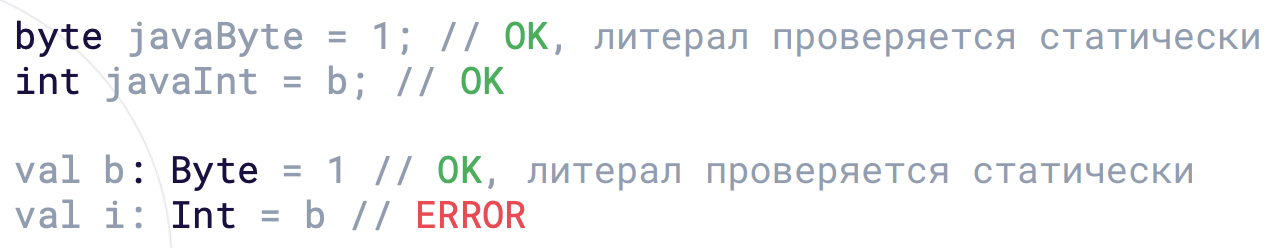 byte javaByte = 1; // OK, литерал проверяется статически
int javaInt = b; // OK
val b: Byte = 1 // OK, литерал проверяется статически
val i: Int = b // ERROR